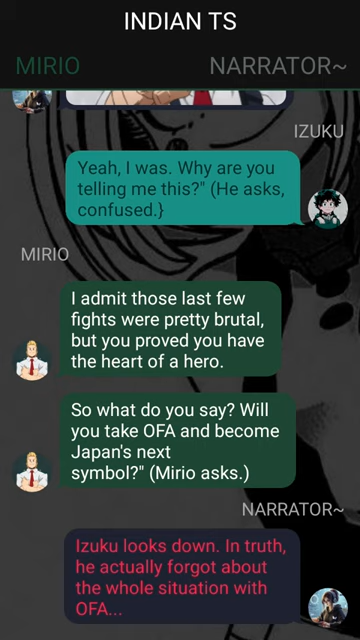 INDIAN TS
MIRIO NARRATOR~
IZUKU
Yeah, I was. Why are you
telling me this?" (He asks,
confused.}
MIRIO
I admit those last few
fights were pretty brutal,
but you proved you have
the heart of a hero.
So what do you say? Will
you take OFA and become
Japan's next
symbol?" (Mirio asks.)
NARRATOR~
Izuku looks down. In truth,
he actually forgot about
the whole situation with
OFA...